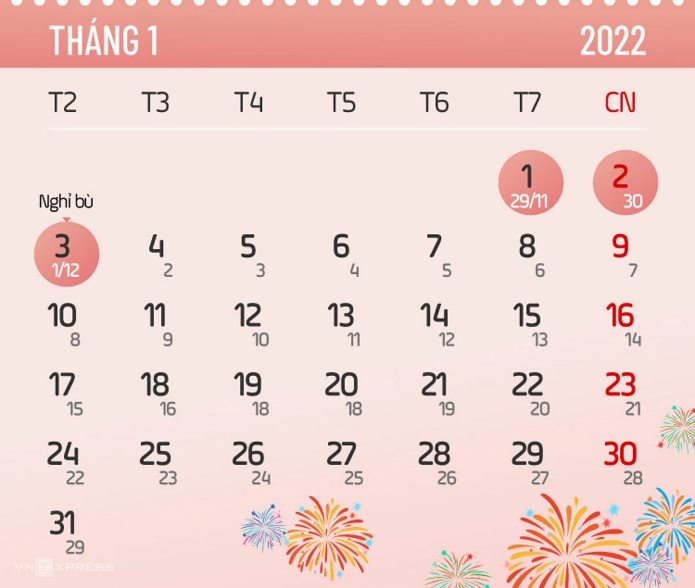 THÁNG 1 2022
T2 T3 T4 T5 T6 T7 CN
1 2
29/11 30
Nghỉ bù
3 4 5 6 7 8 9
1/12 2 3 4 5 6 7
10 11 12 13 14 15 16
8 9 10 11 12 13 14
17 18 19 20 21 22 23
15 16 18 18 19 20 21
24 25 26 27 28 29 30
22 23 24 25 26 27 28
31
29
VNEXPRESS